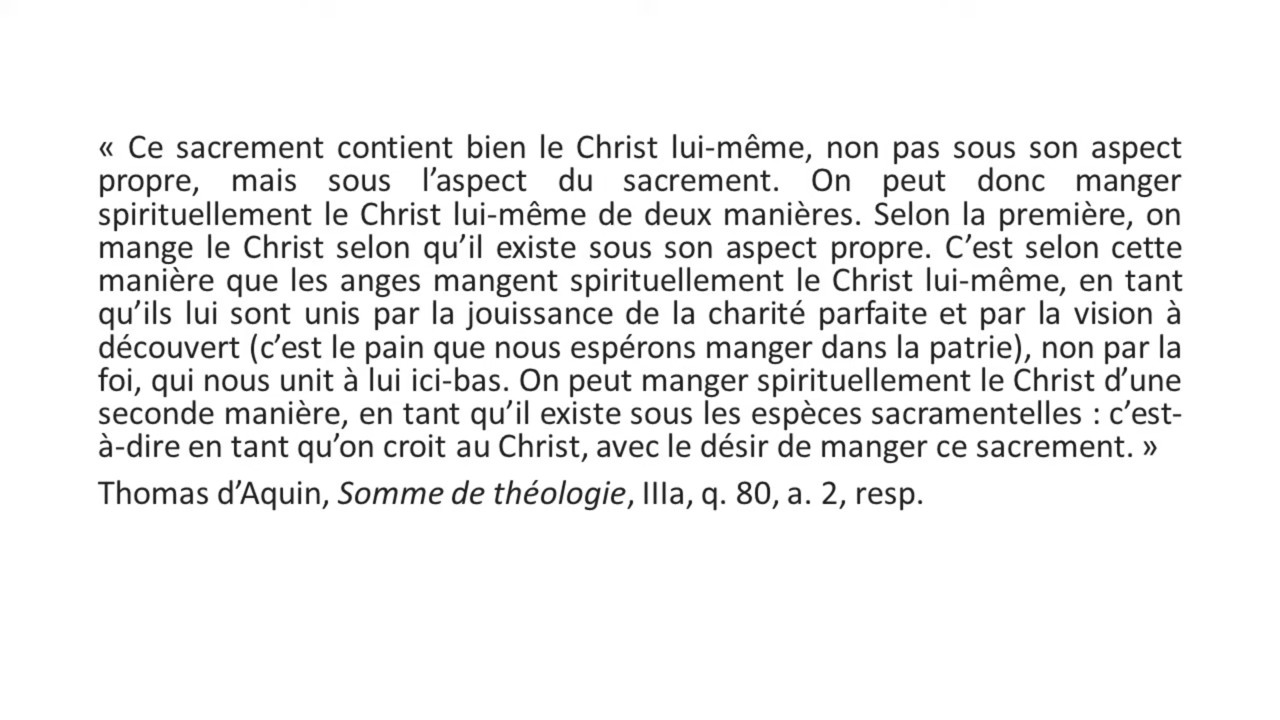 « Ce sacrement contient bien le Christ lui-même, non pas sous son aspect
propre, mais sous l’aspect du sacrement. On peut donc manger
spirituellement le Christ lui-même de deux manières. Selon la première, on
mange le Christ selon qu’il existe sous son aspect propre. C’est selon cette
manière que les anges mangent spirituellement le Christ lui-même, en tant
qu’ils lui sont unis par la jouissance de la charité parfaite et par la vision à
découvert (c’est le pain que nous espérons manger dans la patrie), non par la
foi, qui nous unit à lui ici-bas. On peut manger spirituellement le Christ d’une
seconde manière, en tant qu’il existe sous les espèces sacramentelles : c’est-
à-dire en tant qu’on croit au Christ, avec le désir de manger ce sacrement. »
Thomas d’Aquin, Somme de théologie, IIIa, q. 80, a. 2, resp.